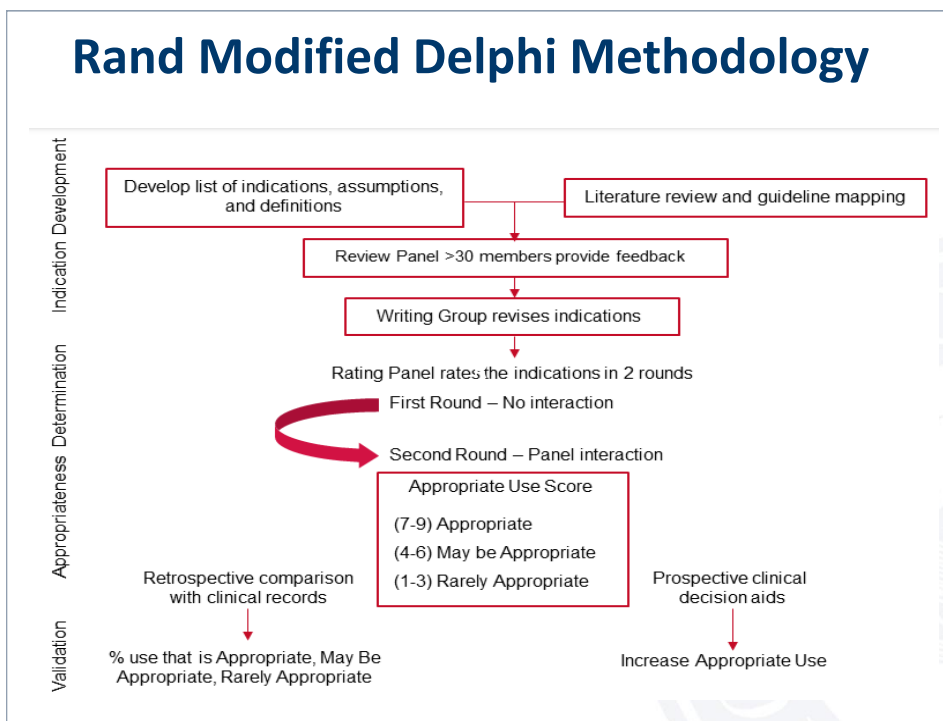 Rand Modified Delphi Methodology
Indication Development
Develop list of indications, assumptions,
and definitions
Literature review and guideline mapping
Review Panel >30 members provide feedback
Writing Group revises indications
Appropriateness Determination
Rating Panel rates the indications in 2 rounds
First Round – No interaction
Second Round – Panel interaction
Appropriate Use Score
(7-9) Appropriate
(4-6) May be Appropriate
(1-3) Rarely Appropriate
Retrospective comparison
with clinical records
Prospective clinical
decision aids
Validation
% use that is Appropriate, May Be
Appropriate, Rarely Appropriate
Increase Appropriate Use